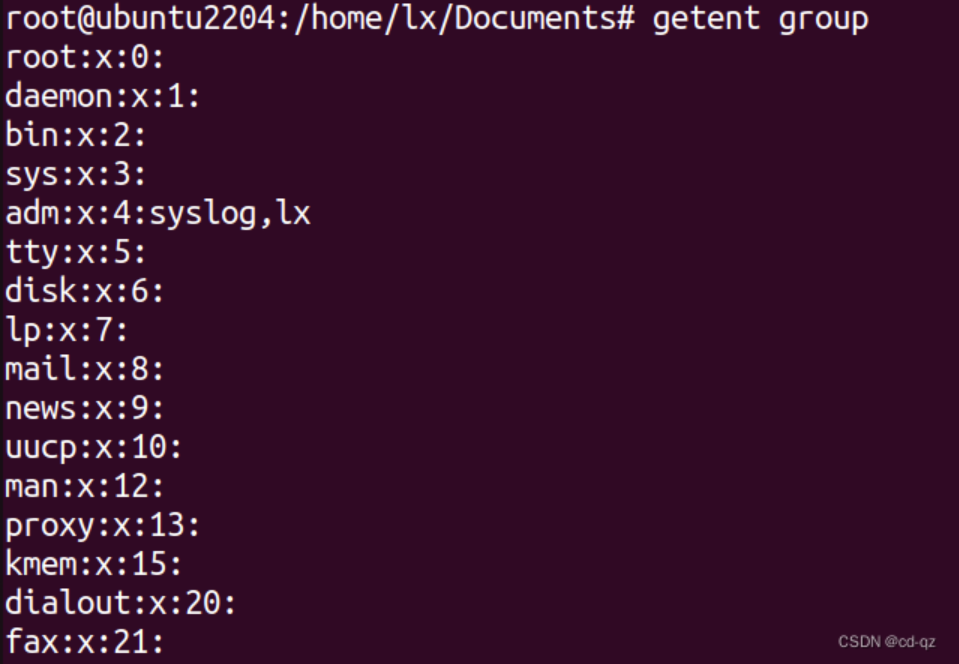 root@ubuntu2204:/home/lx/Documents# getent group
root:x:0:
daemon:x:1:
bin:x:2:
sys:x:3:
adm:x:4:syslog,lx
tty:x:5:
disk:x:6:
lp:x:7:
mail:x:8:
news:x:9:
uucp:x:10:
man:x:12:
proxy:x:13:
kmem:x:15:
dialout:x:20:
fax:x:21:
CSDN @cd-qz